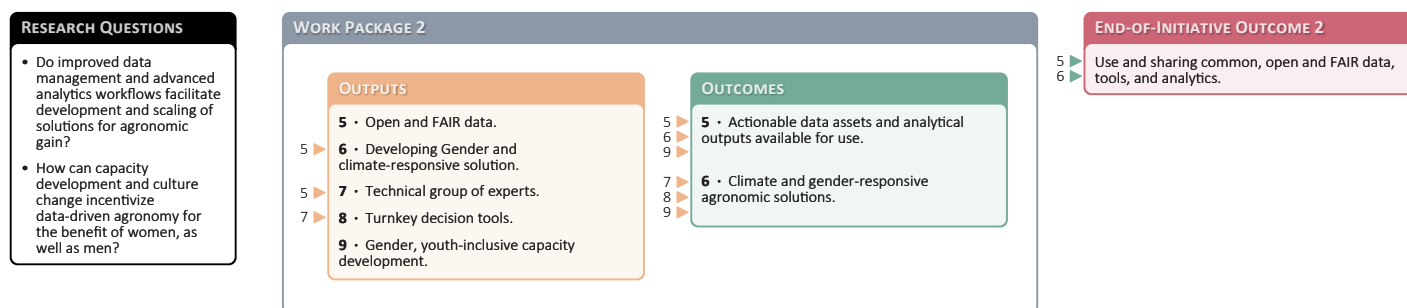 RESEARCH QUESTIONS
• Do improved data
management and advanced
analytics workflows facilitate
development and scaling of
solutions for agronomic
gain?
• How can capacity
development and culture
change incentivize
data-driven agronomy for
the benefit of women, as
well as men?
WORK PACKAGE 2
OUTPUTS
5 · Open and FAIR data.
5
6 · Developing Gender and
climate-responsive solution.
5
7 · Technical group of experts.
7
8 · Turnkey decision tools.
9 · Gender, youth-inclusive capacity
development.
OUTCOMES
5
6
9
5 · Actionable data assets and analytical
outputs available for use.
7
8
9
6 · Climate and gender-responsive
agronomic solutions.
END-OF-INITIATIVE OUTCOME 2
5
6
Use and sharing common, open and FAIR data,
tools, and analytics.